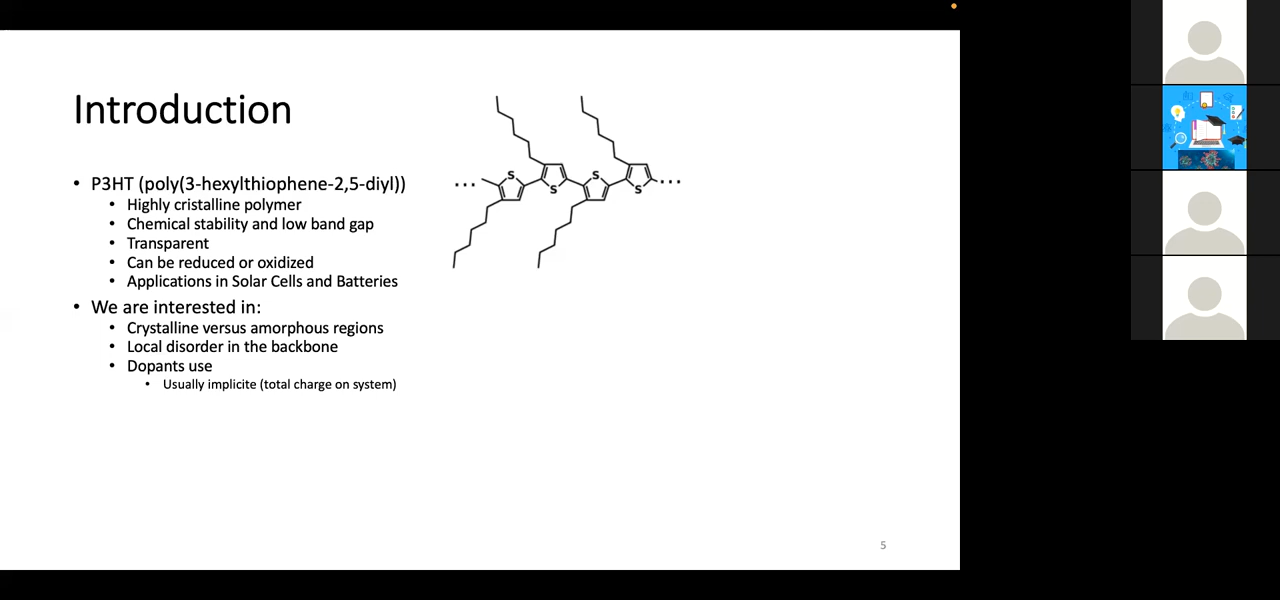 Introduction
• P3HT (poly(3-hexylthiophene-2,5-diyl))
• Highly cristalline polymer
• Chemical stability and low band gap
• Transparent
• Can be reduced or oxidized
• Applications in Solar Cells and Batteries
• We are interested in:
• Crystalline versus amorphous regions
• Local disorder in the backbone
• Dopants use
• Usually implicite (total charge on system)
... S S S S ...
5